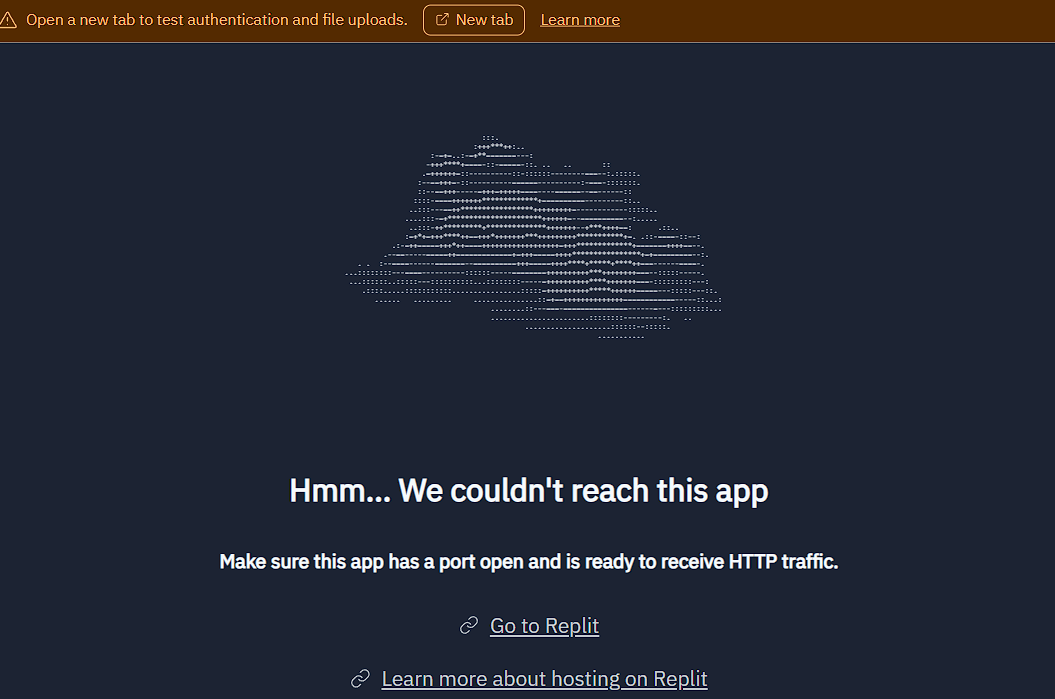 Open a new tab to test authentication and file uploads. New tab Learn more
Hmm... We couldn't reach this app
Make sure this app has a port open and is ready to receive HTTP traffic.
Go to Replit
Learn more about hosting on Replit